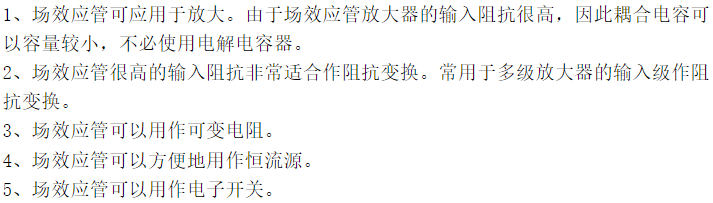 1、场效应管可应用于放大。由于场效应管放大器的输入阻抗很高，因此耦合电容可
以容量较小，不必使用电解电容器。
2、场效应管很高的输入阻抗非常适合作阻抗变换。常用于多级放大器的输入级作阻
抗变换。
3、场效应管可以用作可变电阻。
4、场效应管可以方便地用作恒流源。
5、场效应管可以用作电子开关。